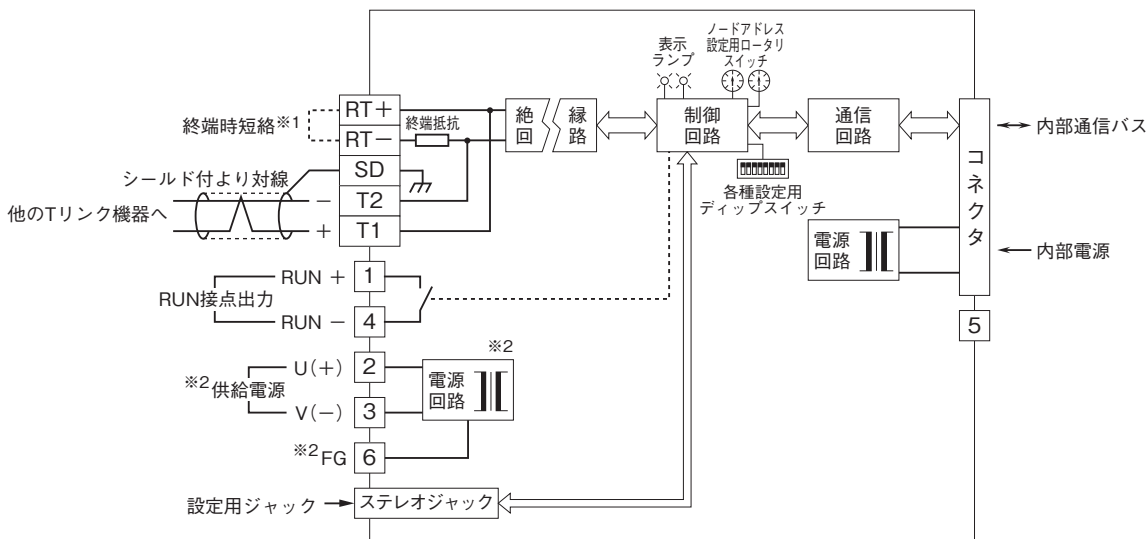 ノードアドレス
設定用ロータリ
スイッチ
表示
ランプ
RT+
RT−
SD
T2
T1
終端時短絡※1
終端抵抗
絶
回
縁
路
制御
回路
通信
回路
コネクタ
内部通信バス
シールド付より対線
他のTリンク機器へ
−
+
各種設定用
ディップスイッチ
電源
回路
内部電源
5
RUN +
1
RUN接点出力
RUN −
4
※2
U(+)
2
※2供給電源
電源
回路
V(−)
3
※2 FG
6
設定用ジャック
ステレオジャック